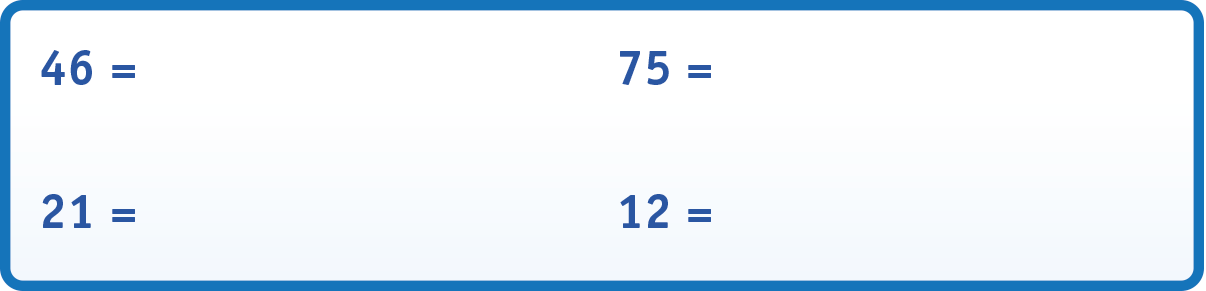 46 = 75 =
21 = 12 =